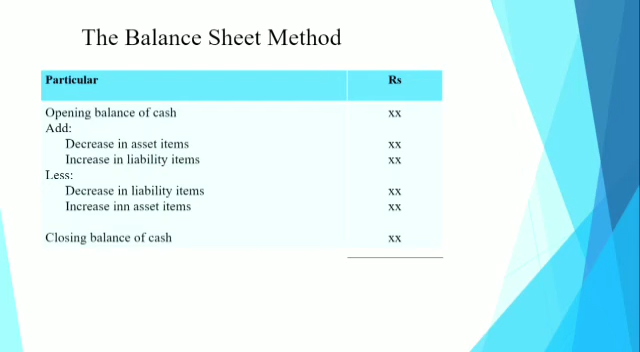 The Balance Sheet Method
Particular Rs
Opening balance of cash xx
Add:
Decrease in asset items xx
Increase in liability items xx
Less:
Decrease in liability items xx
Increase inn asset items xx
Closing balance of cash xx